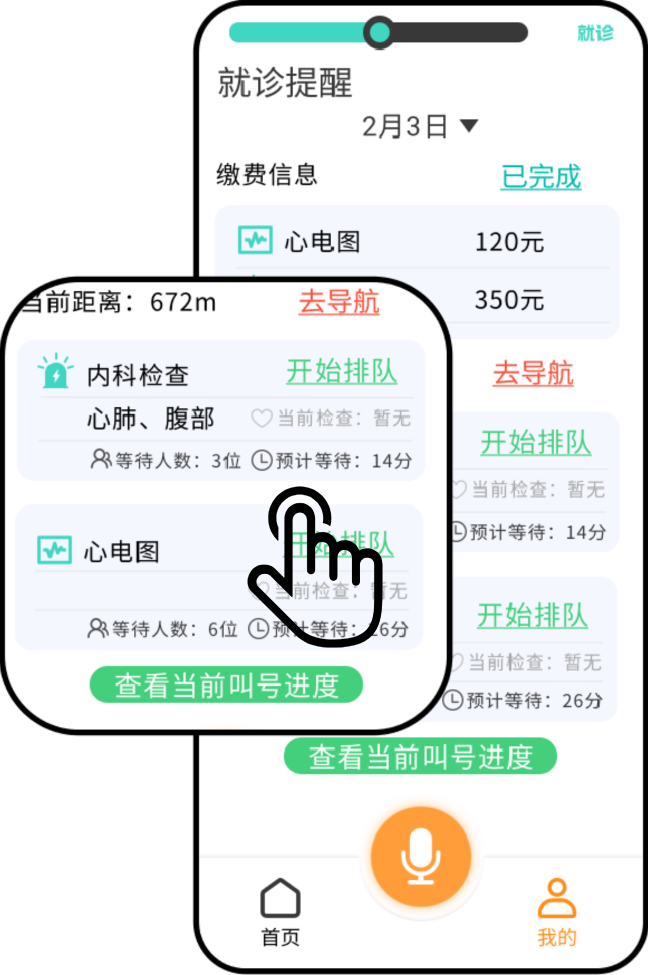 就诊
就诊提醒
2月3日
缴费信息 已完成
心电图 120元
350元
当前距离：672m 去导航
内科检查 开始排队
心肺、腹部 当前检查：暂无
等待人数：3位 预计等待：14分
心电图 开始排队
当前检查：暂无
等待人数：6位 预计等待：26分
查看当前叫号进度
去导航
开始排队
当前检查：暂无
预计等待：14分
开始排队
当前检查：暂无
预计等待：26分
查看当前叫号进度
首页 我的